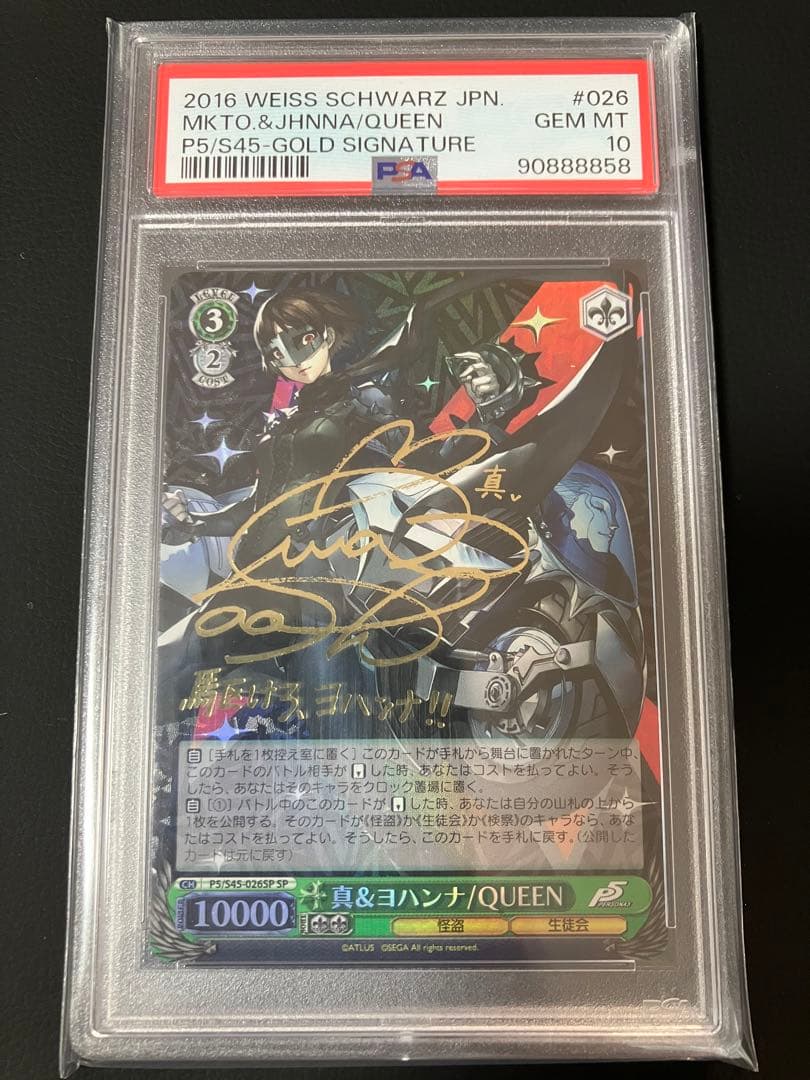 2016 WEISS SCHWARZ JPN. #026
MKTO.&JHNNA/QUEEN GEM MT
P5/S45-GOLD SIGNATURE 10
PSA 90888858
LEVEL
3
2
COST
真
駆け抜けろ、ヨハンナ!!
自 [手札を1枚控え室に置く] このカードが手札から舞台に置かれたターン中、
このカードのバトル相手が した時、あなたはコストを払ってよい。そう
したら、あなたはそのキャラをクロック置場に置く。
自 [①] バトル中のこのカードが した時、あなたは自分の山札の上から
1枚を公開する。そのカードが《怪盗》か《生徒会》か《検察》のキャラなら、あな
たはコストを払ってよい。そうしたら、このカードを手札に戻す。(公開した
カードは元に戻す)
CH P5/S45-026SP SP
POWER 10000 真&ヨハンナ/QUEEN P5 PERSONA5
怪盗 生徒会
©ATLUS ©SEGA All rights reserved.